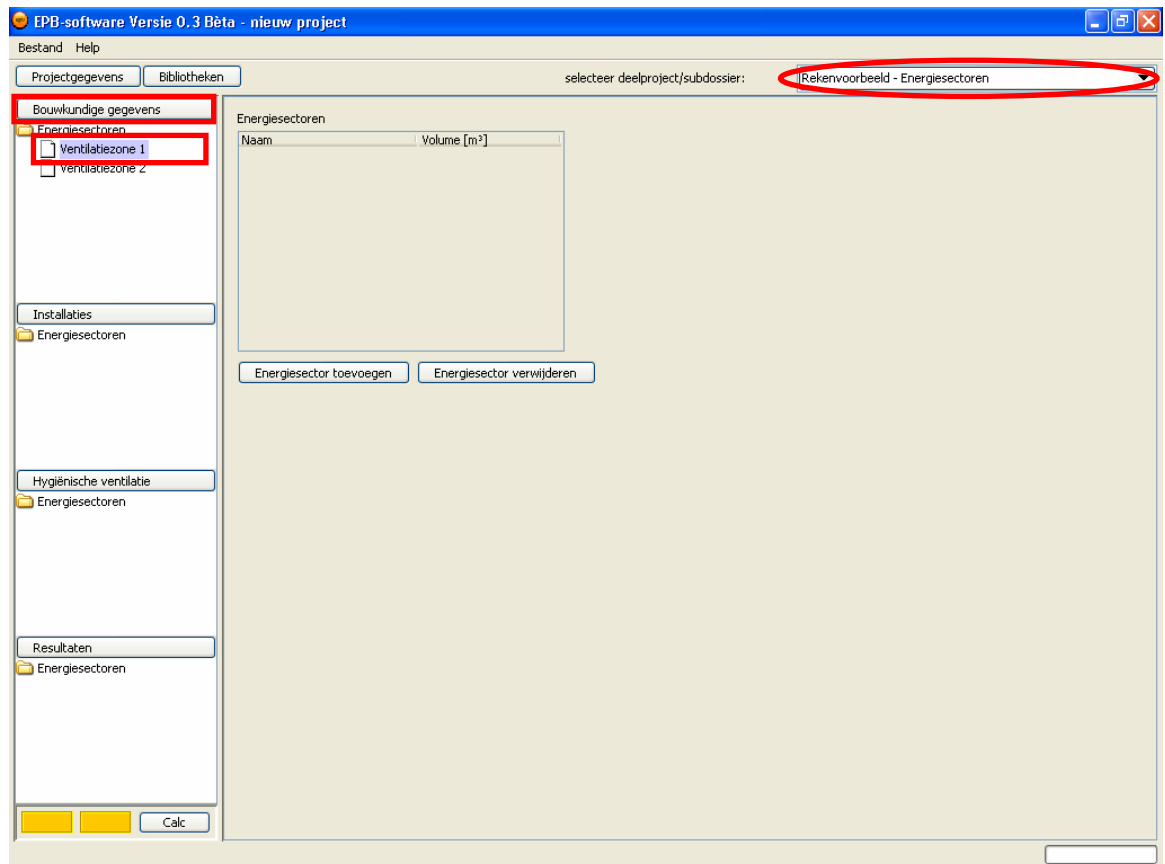 EPB-software Versie 0.3 Bèta - nieuw project
Bestand Help
Projectgegevens Bibliotheken selecteer deelproject/subdossier: Rekenvoorbeeld - Energiesectoren
Bouwkundige gegevens
Energiesectoren
Ventilatiezone 1
Ventilatiezone 2
Energiesectoren
Naam Volume [m³]
Energiesector toevoegen Energiesector verwijderen
Installaties
Energiesectoren
Hygiënische ventilatie
Energiesectoren
Resultaten
Energiesectoren
Calc